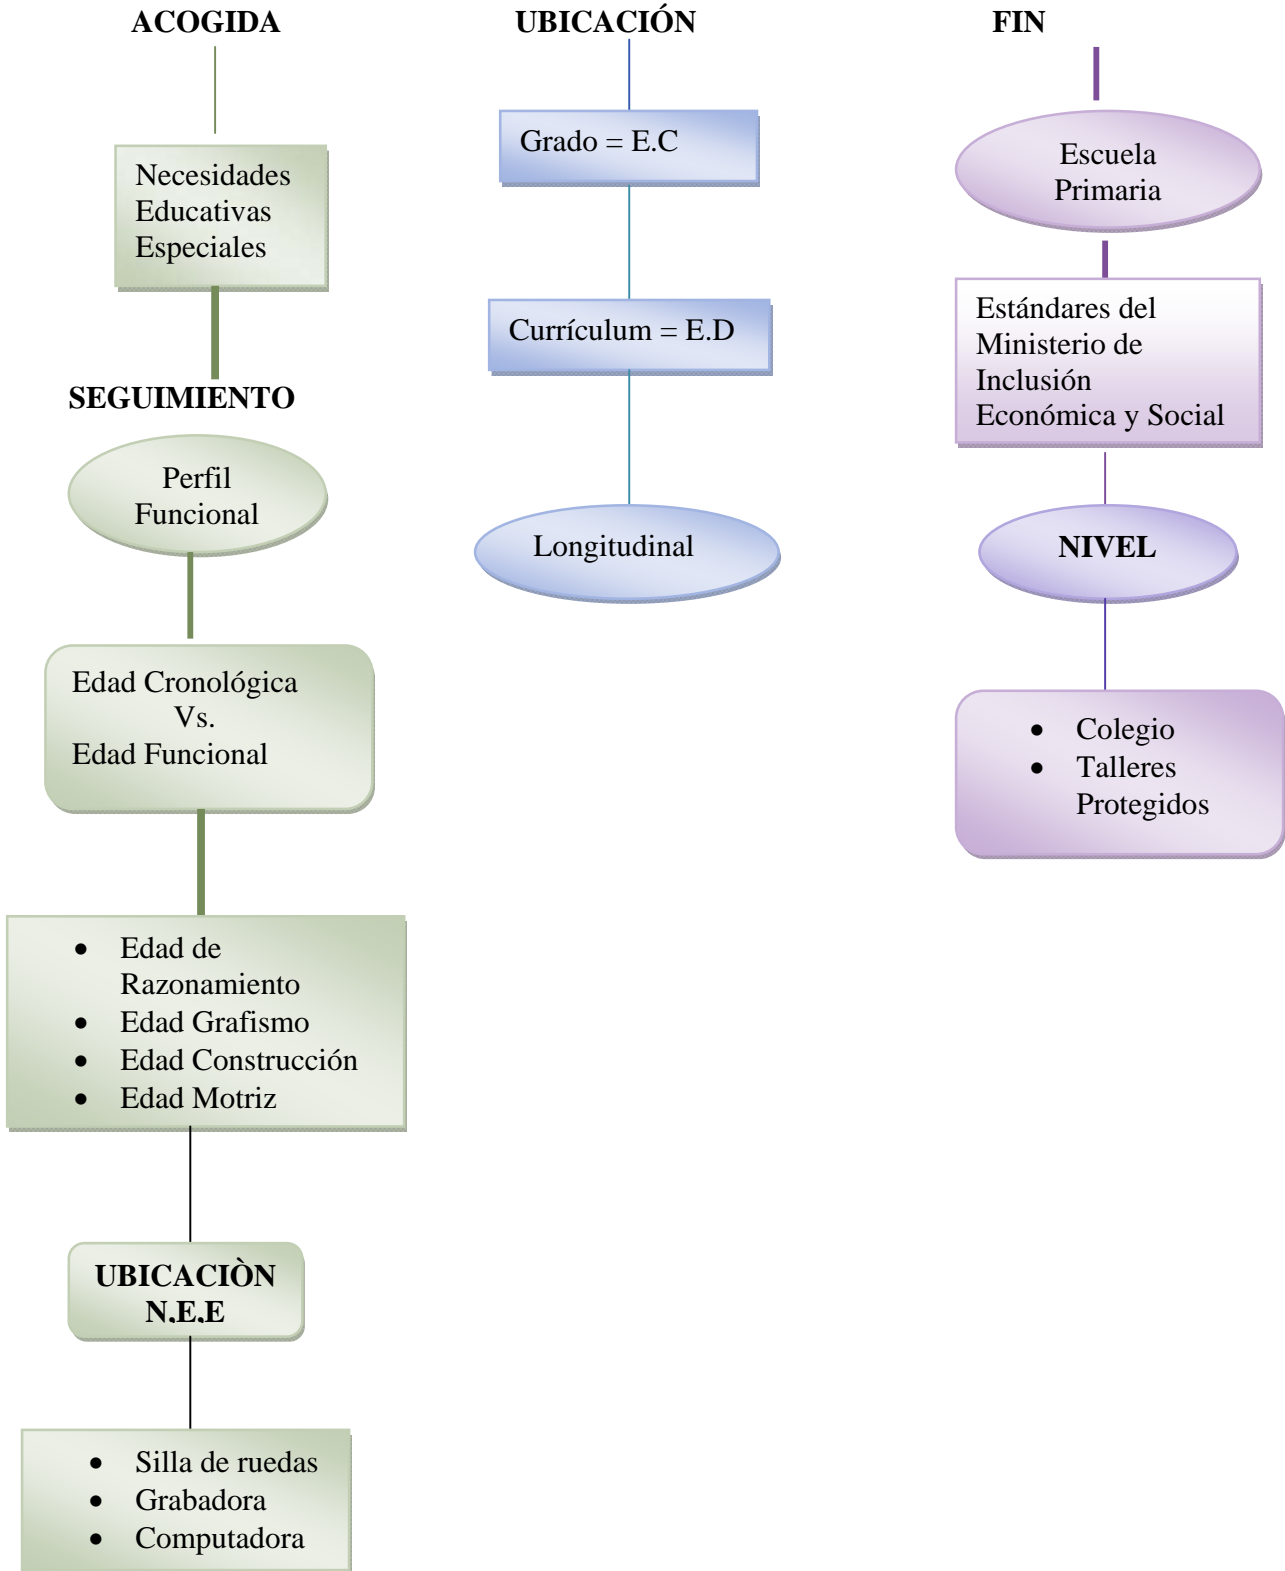 ACOGIDA
Necesidades
Educativas
Especiales
SEGUIMIENTO
Perfil
Funcional
Edad Cronológica
Vs.
Edad Funcional
• Edad de
Razonamiento
• Edad Grafismo
• Edad Construcción
• Edad Motriz
UBICACIÒN
N,E,E
• Silla de ruedas
• Grabadora
• Computadora
UBICACIÓN
Grado = E.C
Currículum = E.D
Longitudinal
FIN
Escuela
Primaria
Estándares del
Ministerio de
Inclusión
Económica y Social
NIVEL
• Colegio
• Talleres
Protegidos